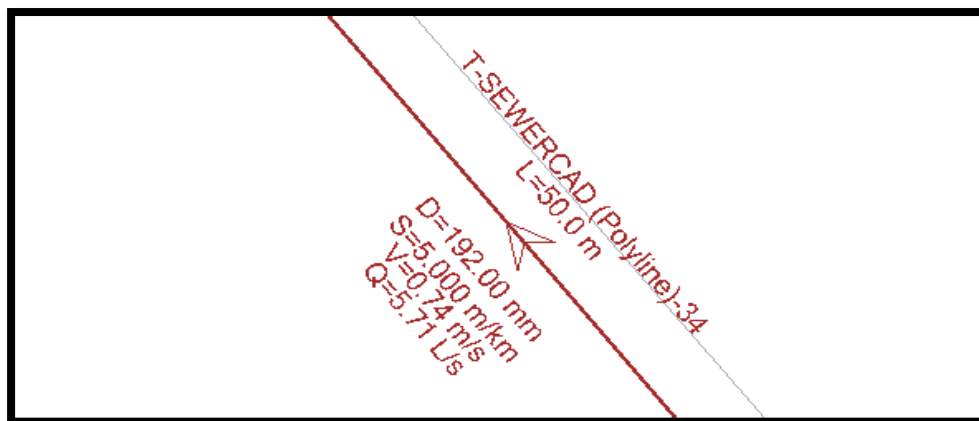 T-SEWERCAD (Polyline)-34
L=50.0 m
D=192.00 mm
S=5.000 m/km
V=0.74 m/s
Q=5.71 L/s